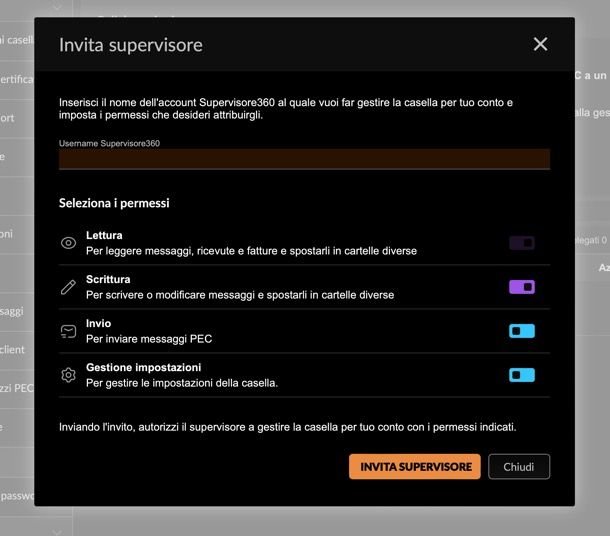 Invita supervisore
Inserisci il nome dell'account Supervisore360 al quale vuoi far gestire la casella per tuo conto e
imposta i permessi che desideri attribuirgli.
Username Supervisore360
Seleziona i permessi
Lettura
Per leggere messaggi, ricevute e fatture e spostarli in cartelle diverse
Scrittura
Per scrivere o modificare messaggi e spostarli in cartelle diverse
Invio
Per inviare messaggi PEC
Gestione impostazioni
Per gestire le impostazioni della casella.
Inviando l'invito, autorizzi il supervisore a gestire la casella per tuo conto con i permessi indicati.
INVITA SUPERVISORE
Chiudi